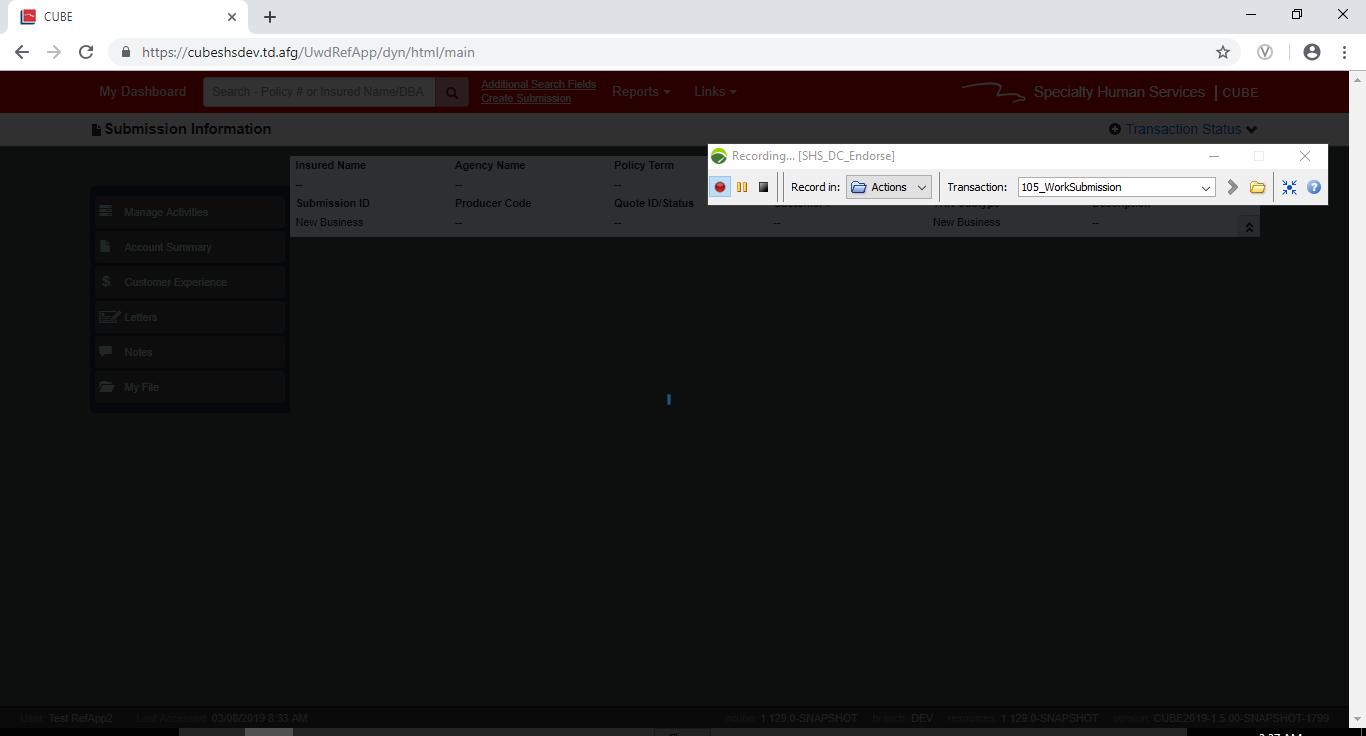 CUBE
https://cubeshsdev.td.afg/UwdRefApp/dyn/html/main
My Dashboard
Search - Policy # or Insured Name/DBA
Additional Search Fields
Create Submission
Reports
Links
Specialty Human Services | CUBE
Submission Information
Transaction Status
Recording... [SHS_DC_Endorse]
Record in: Actions Transaction: 105_WorkSubmission
Insured Name Agency Name Policy Term
-- -- --
Submission ID Producer Code Quote ID/Status
New Business -- -- -- New Business --
Manage Activities
Account Summary
$ Customer Experience
Letters
Notes
My File
User: Test RefApp2 Last Accessed: 03/08/2019 8:33 AM
1.129.0-SNAPSHOT branch: DEV resources: 1.129.0-SNAPSHOT version: CUBE2019-1.5.00-SNAPSHOT-1799